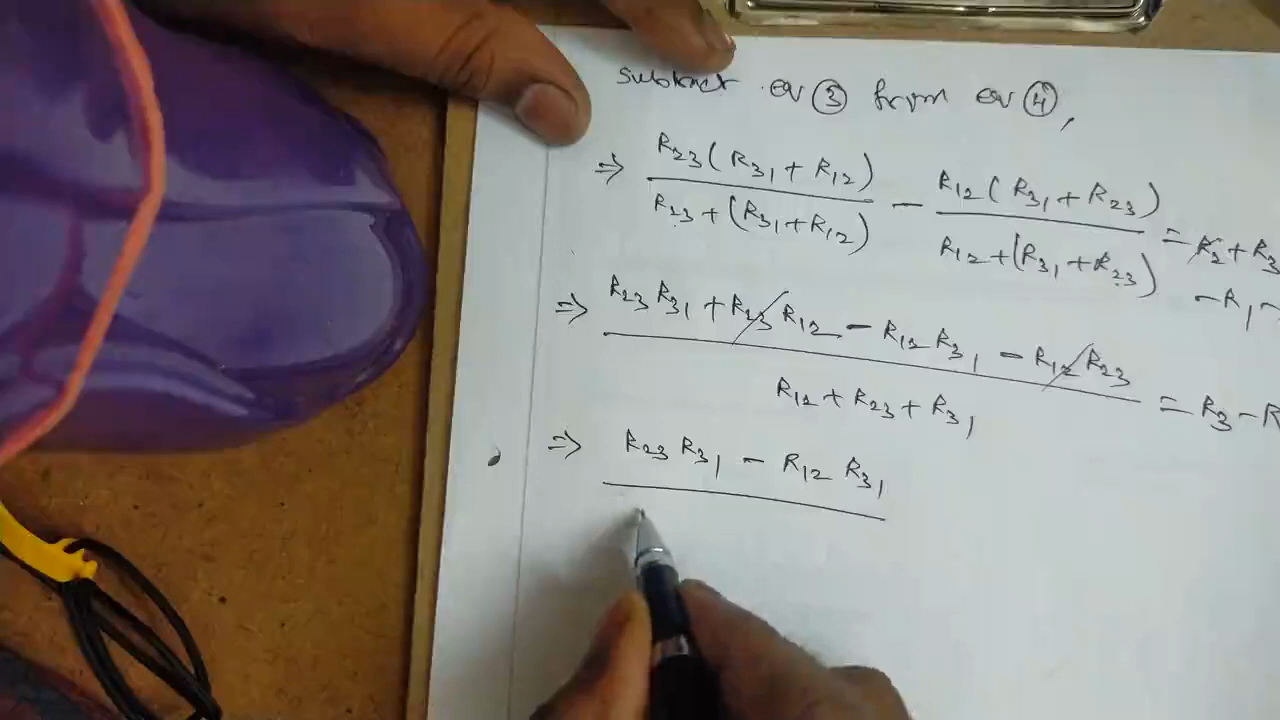 Subtract eq ③ from eq ④,
⇒ R23(R31+R12) / R23+(R31+R12) − R12(R31+R23) / R12+(R31+R23) = R2+R3
−R1−
⇒ R23 R31 + R23 R12 − R12 R31 − R12 R23 / R12+R23+R31 = R3−R
⇒ R23 R31 − R12 R31